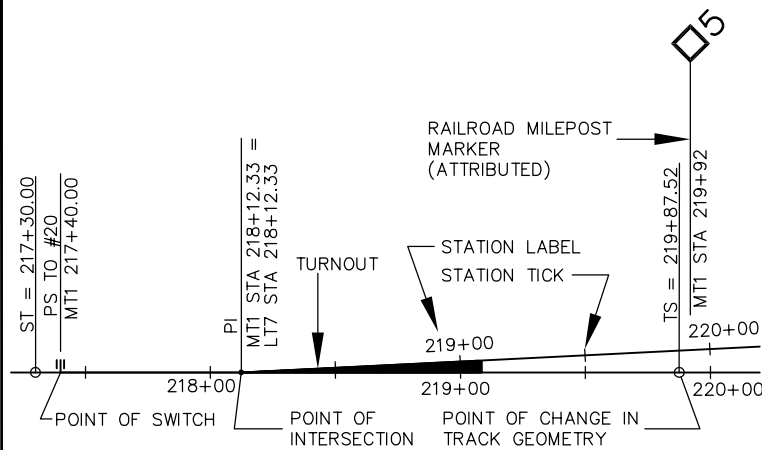 5
RAILROAD MILEPOST
MARKER
(ATTRIBUTED)
ST = 217+30.00
PS TO #20
MT1 217+40.00
PI
MT1 STA 218+12.33 =
LT7 STA 218+12.33
TURNOUT
STATION LABEL
STATION TICK
TS = 219+87.52
MT1 STA 219+92
219+00
220+00
218+00
219+00
220+00
POINT OF SWITCH
POINT OF
INTERSECTION
POINT OF CHANGE IN
TRACK GEOMETRY